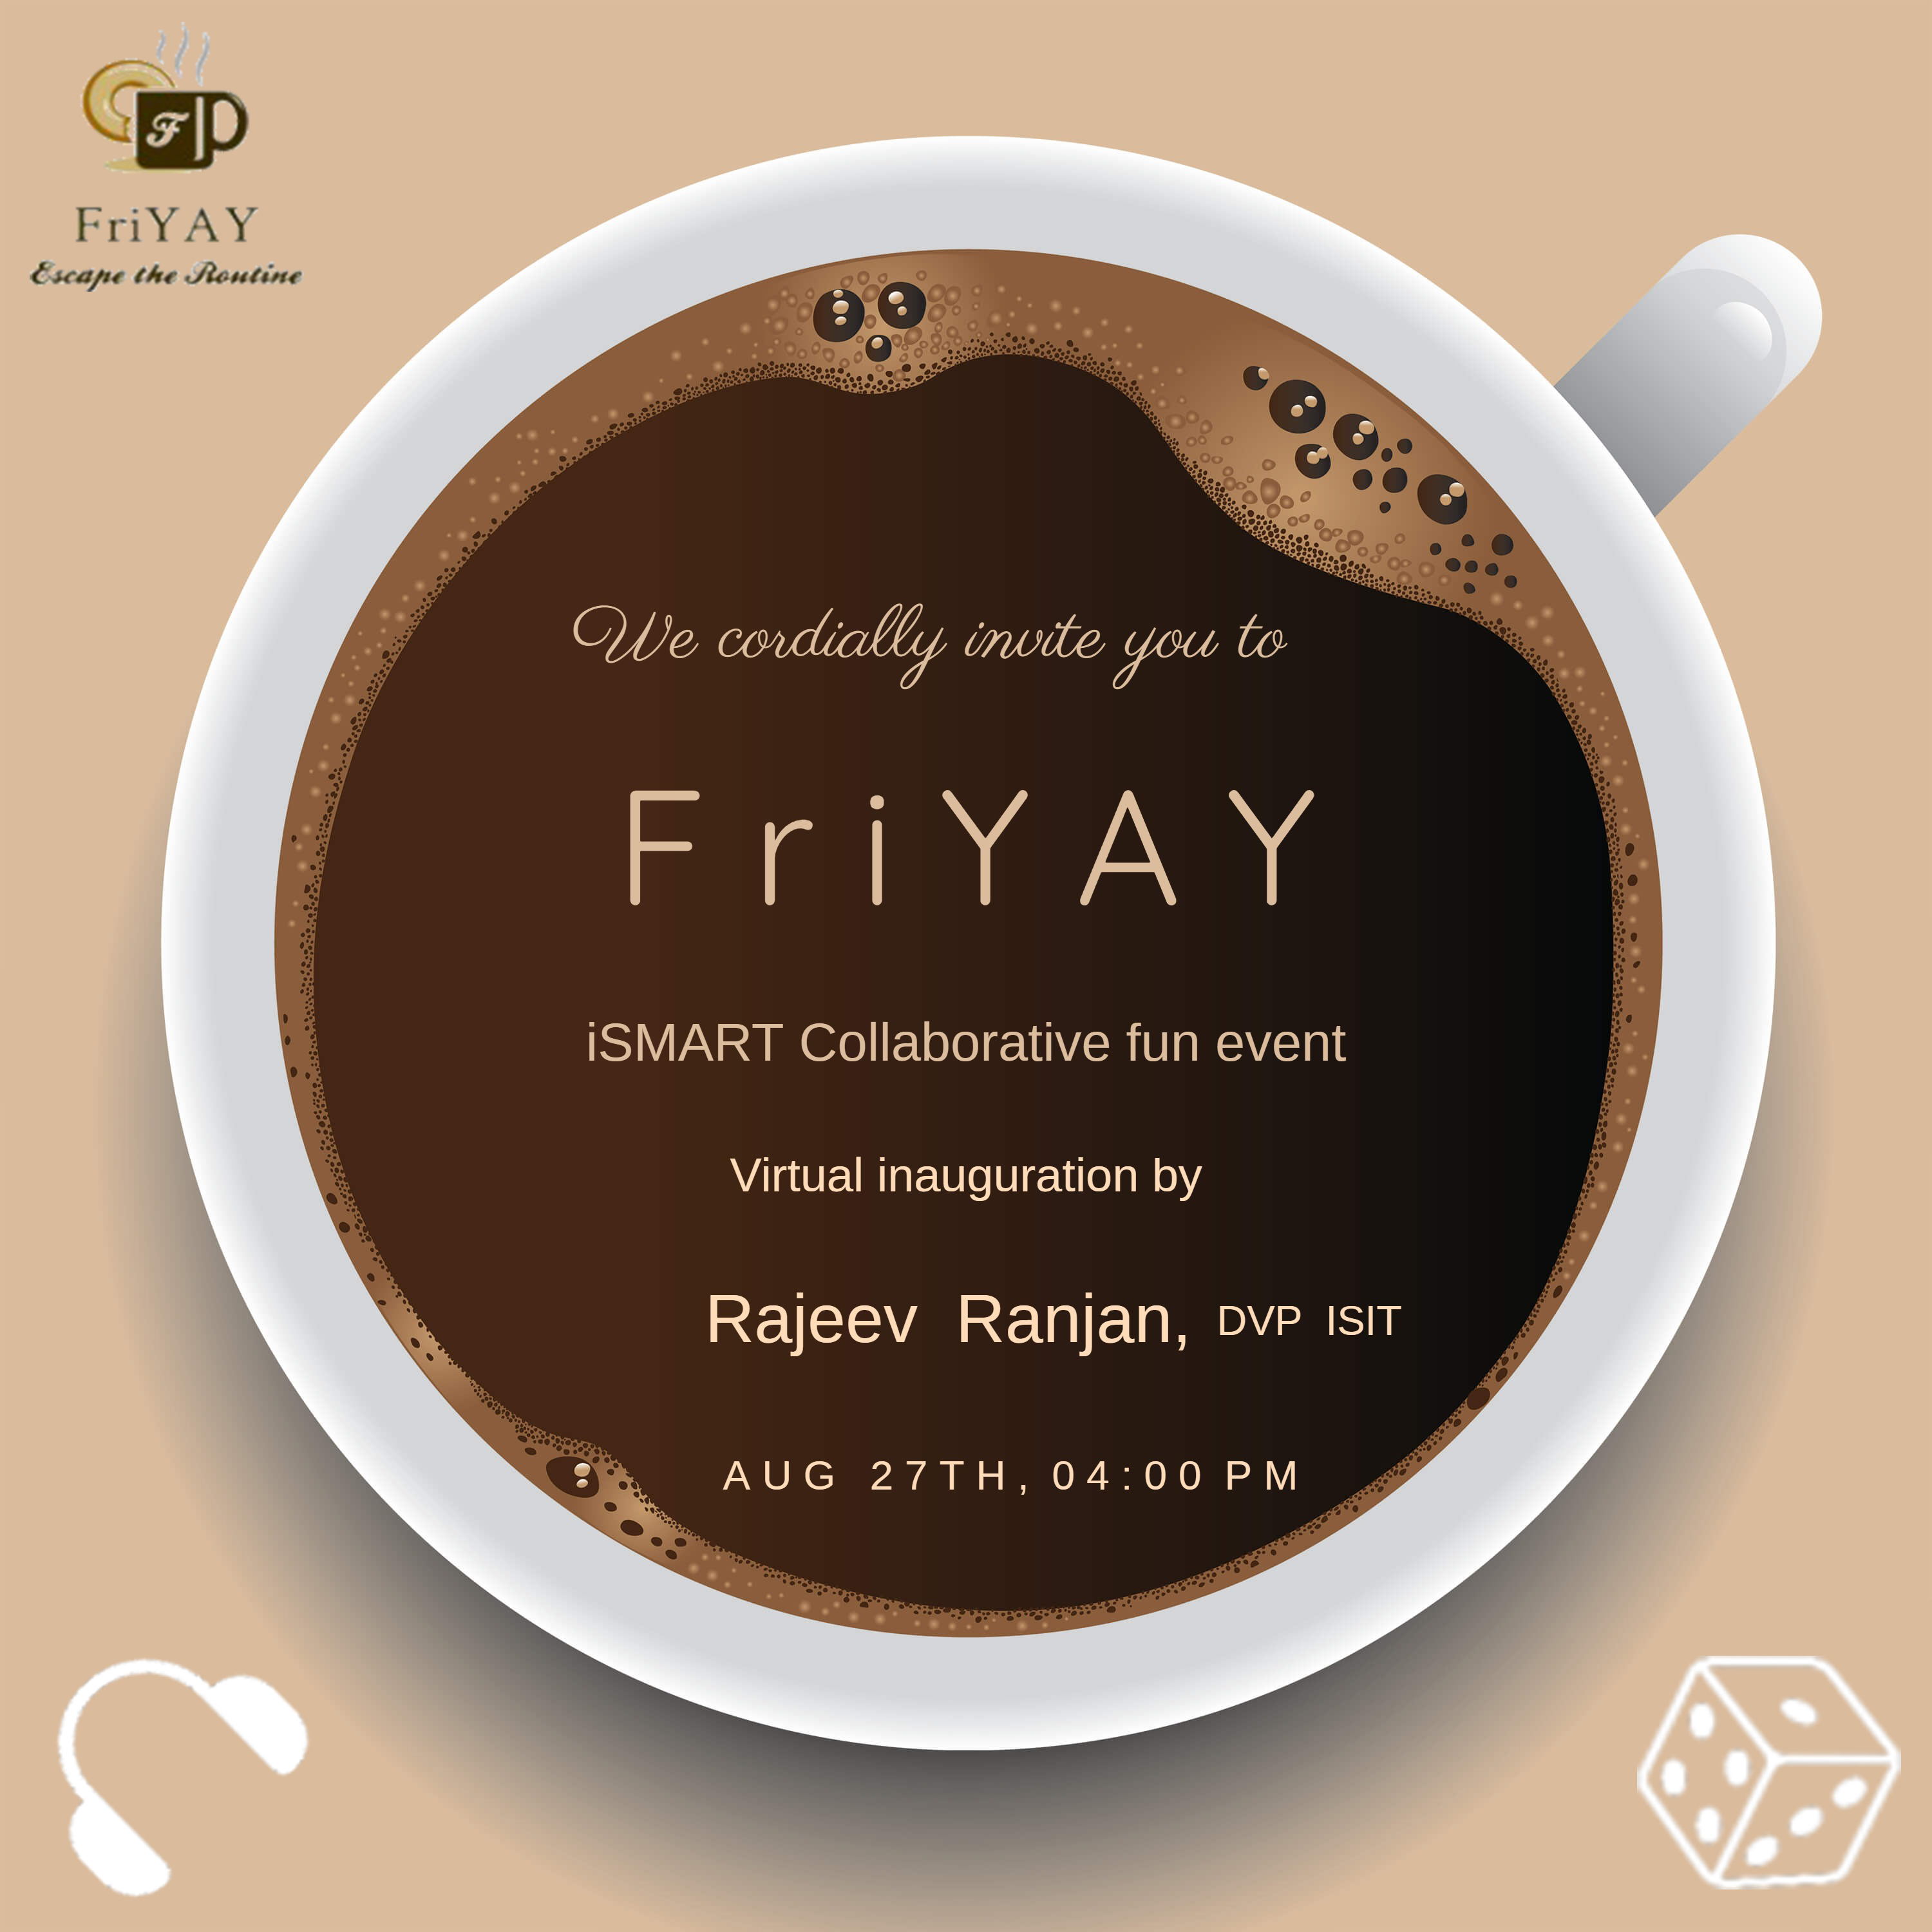 F
FriYAY
Escape the Routine
We cordially invite you to
FriYAY
iSMART Collaborative fun event
Virtual inauguration by
Rajeev Ranjan, DVP ISIT
AUG 27TH, 04:00 PM